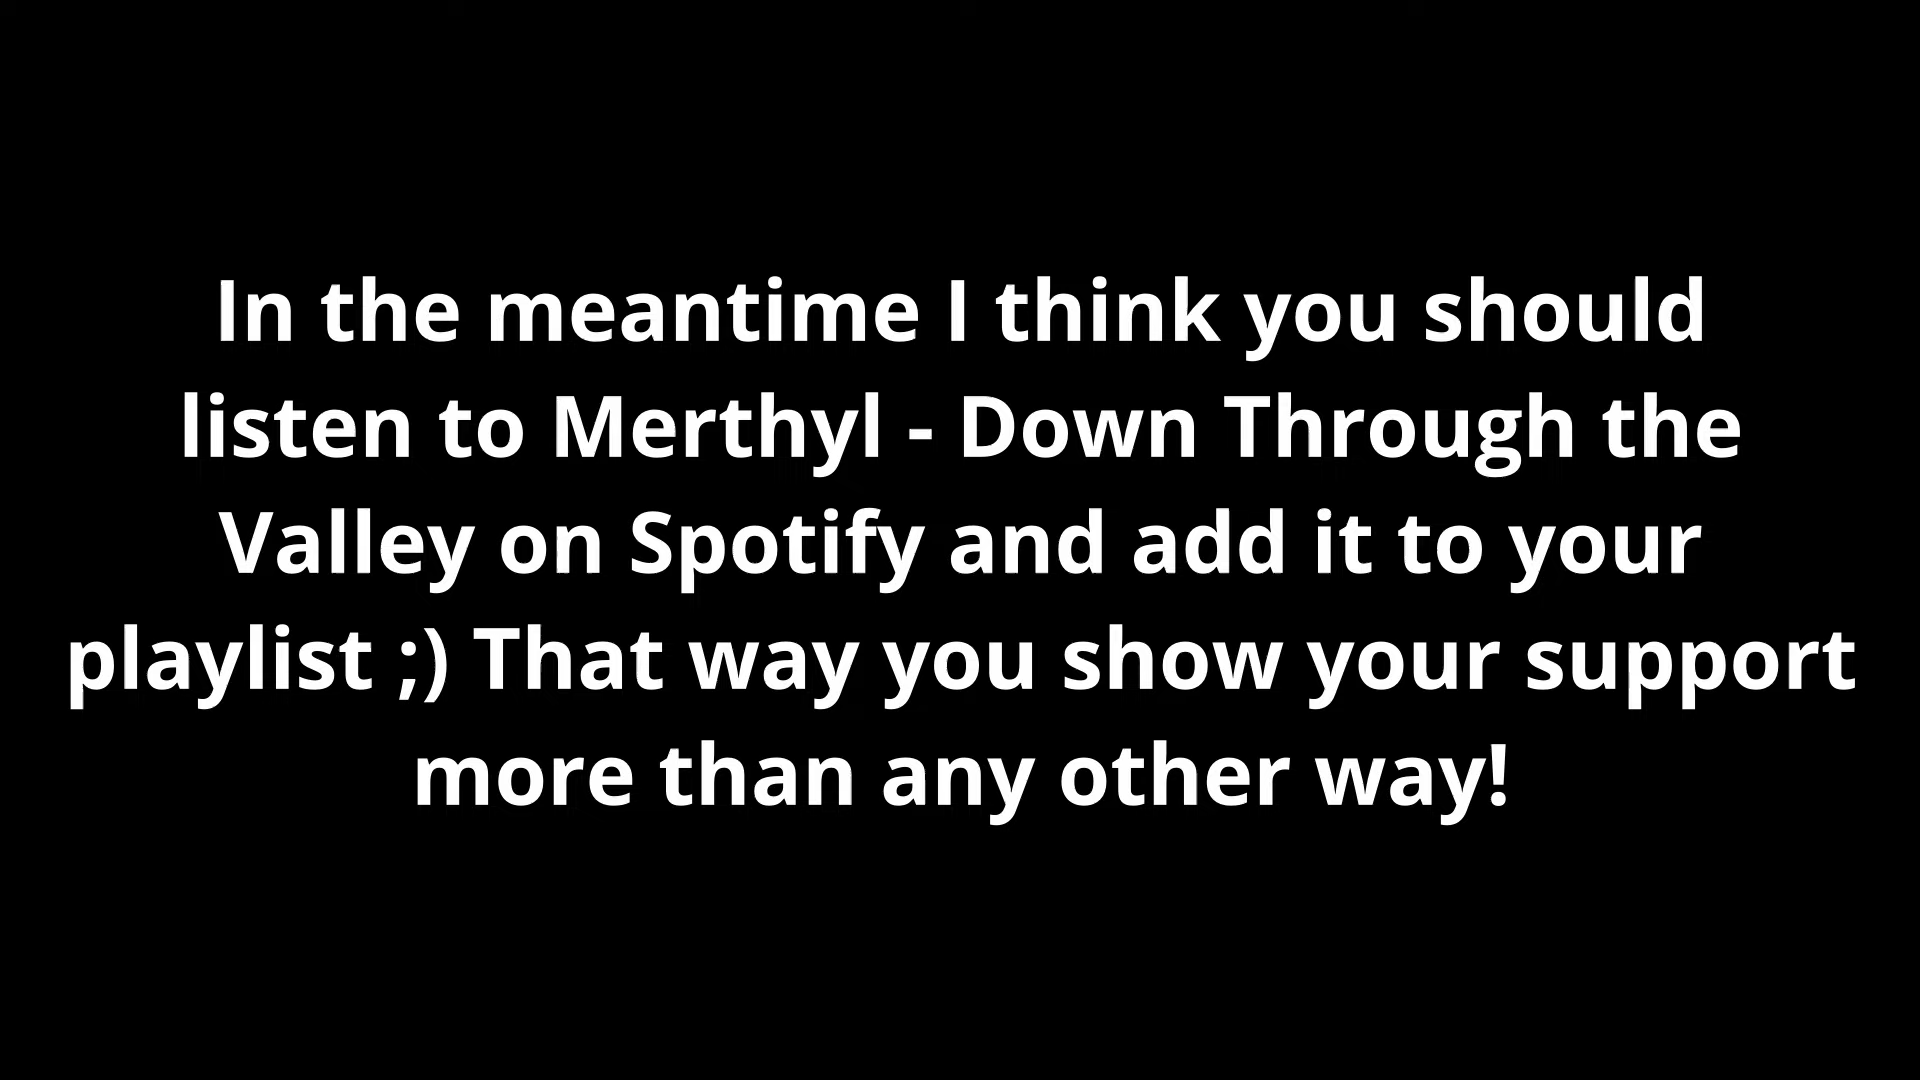 In the meantime I think you should
listen to Merthyl - Down Through the
Valley on Spotify and add it to your
playlist ;) That way you show your support
more than any other way!